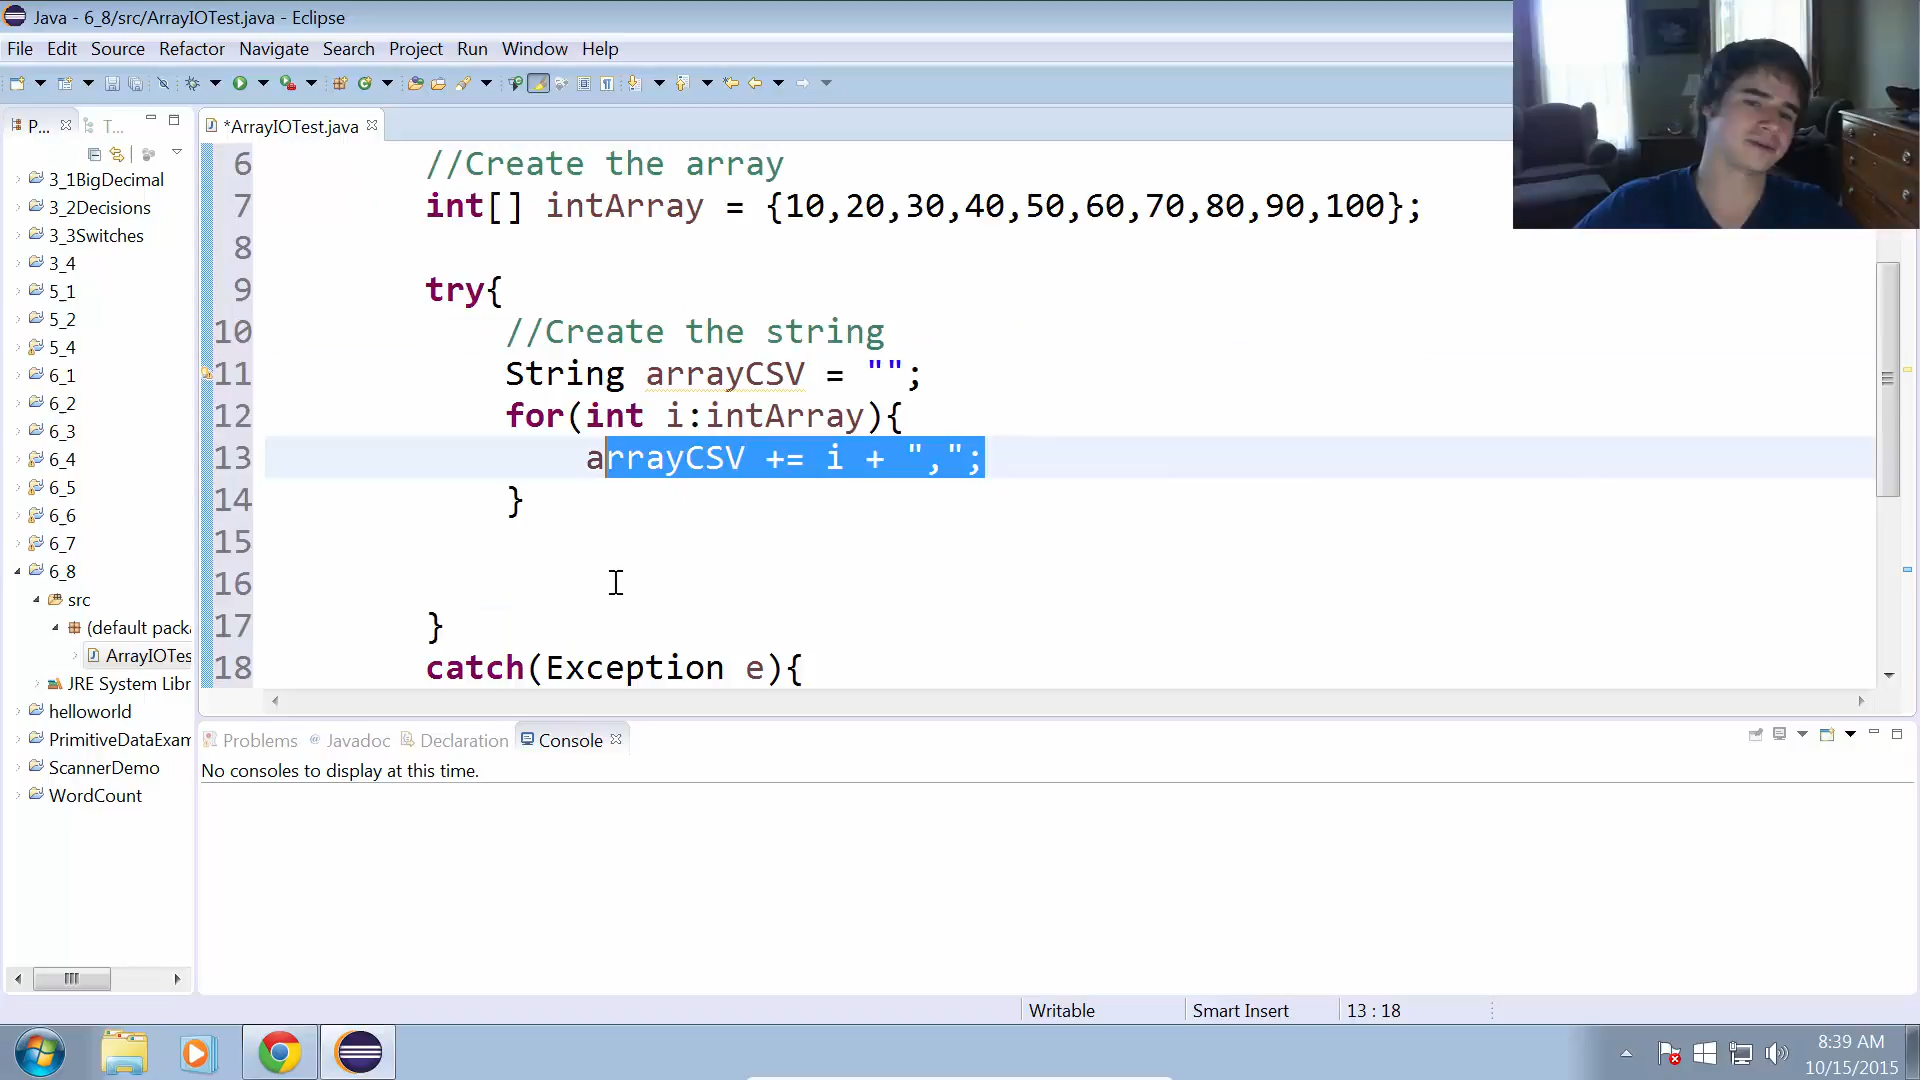 Java - 6_8/src/ArrayIOTest.java - Eclipse
File Edit Source Refactor Navigate Search Project Run Window Help
P... T...
*ArrayIOTest.java
3_1BigDecimal
3_2Decisions
3_3Switches
3_4
5_1
5_2
5_4
6_1
6_2
6_3
6_4
6_5
6_6
6_7
6_8
src
(default pack
ArrayIOTes
JRE System Libr
helloworld
PrimitiveDataExam
ScannerDemo
WordCount
6 //Create the array
7 int[] intArray = {10,20,30,40,50,60,70,80,90,100};
8
9 try{
10 //Create the string
11 String arrayCSV = "";
12 for(int i:intArray){
13 arrayCSV += i + ",";
14 }
15
16
17 }
18 catch(Exception e){
Problems Javadoc Declaration Console
No consoles to display at this time.
Writable Smart Insert 13 : 18
8:39 AM
10/15/2015